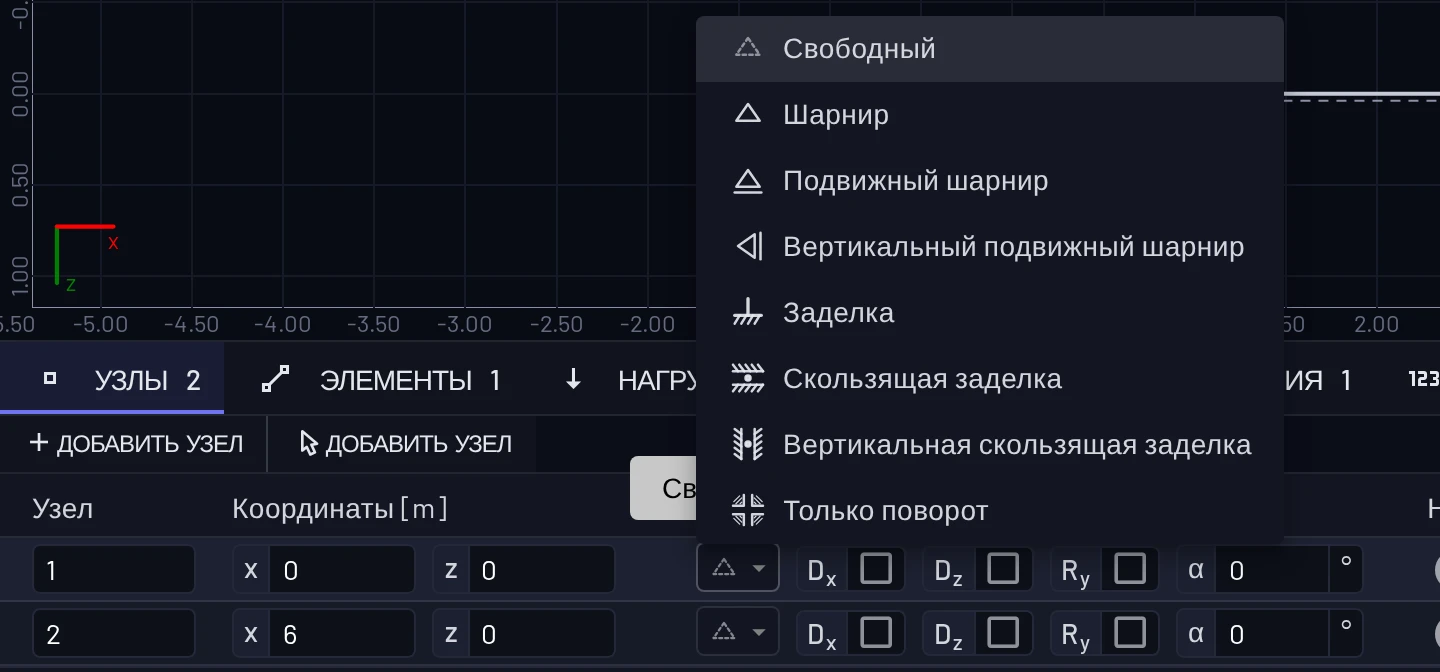 -0.
0.00
0.50
1.00
x
z
5.50 -5.00 -4.50 -4.00 -3.50 -3.00 -2.50 -2.00 50 2.00
Свободный
Шарнир
Подвижный шарнир
Вертикальный подвижный шарнир
Заделка
Скользящая заделка
Вертикальная скользящая заделка
Только поворот
УЗЛЫ 2 ЭЛЕМЕНТЫ 1 НАГРУ ИЯ 1 123
+ ДОБАВИТЬ УЗЕЛ ДОБАВИТЬ УЗЕЛ
Св
Узел Координаты [m] Н
1 x 0 z 0 Dx Dz Ry α 0 °
2 x 6 z 0 Dx Dz Ry α 0 °